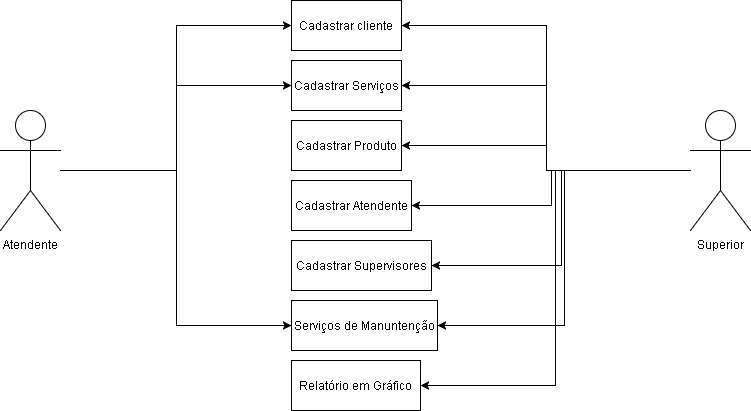 Cadastrar cliente
Cadastrar Serviços
Cadastrar Produto
Cadastrar Atendente
Atendente
Superior
Cadastrar Supervisores
Serviços de Manuntenção
Relatório em Gráfico